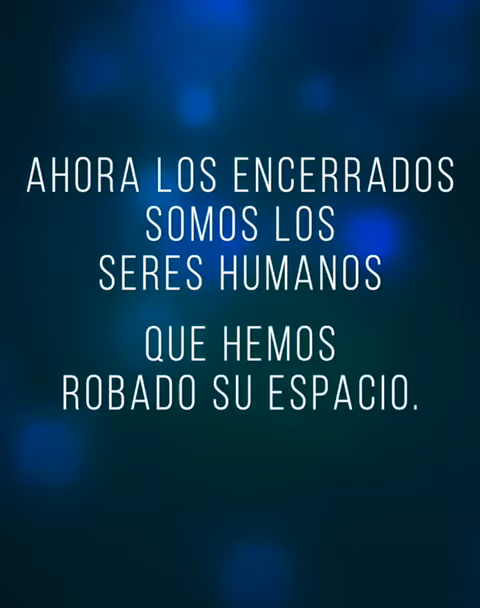 AHORA LOS ENCERRADOS
SOMOS LOS
SERES HUMANOS
QUE HEMOS
ROBADO SU ESPACIO.